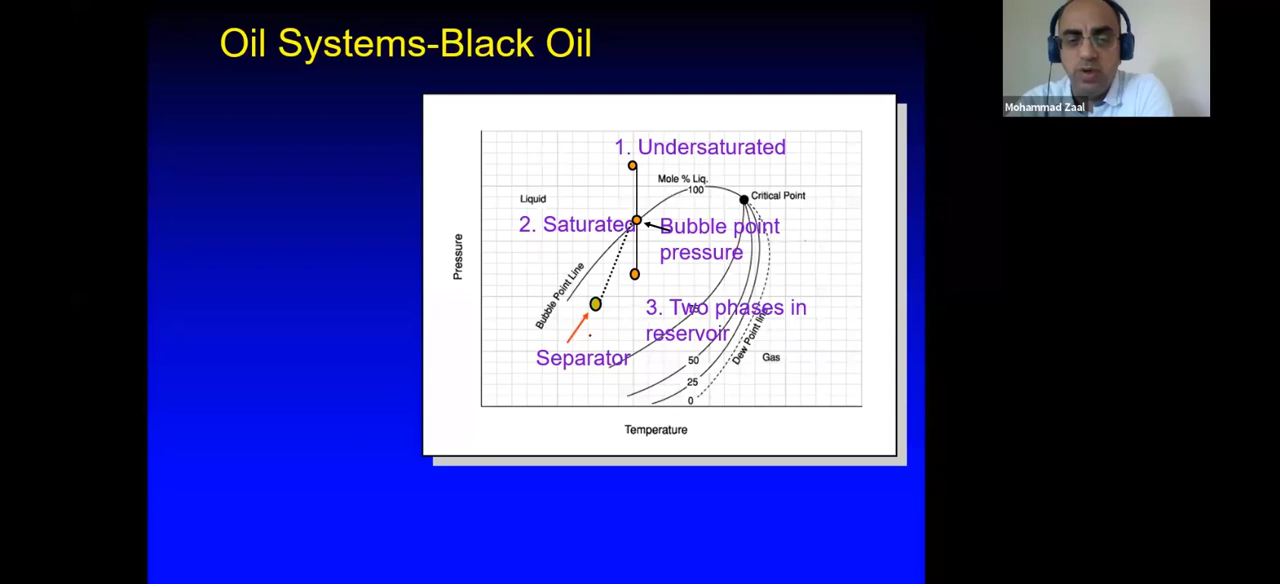 Oil Systems-Black Oil
Mohammad Zaal
1. Undersaturated
Mole % Liq.
100
Critical Point
Liquid
2. Saturated
Bubble point
pressure
Pressure
Bubble Point Line
3. Two phases in
reservoir
Dew Point line
Separator
Gas
50
25
0
Temperature